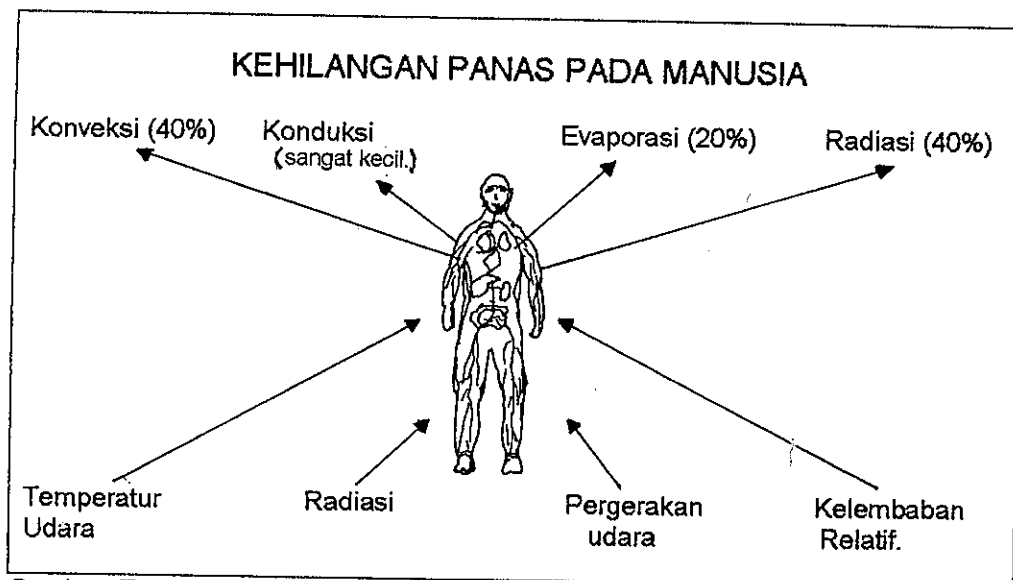 KEHILANGAN PANAS PADA MANUSIA
Konveksi (40%)
Konduksi
(sangat kecil.)
Evaporasi (20%)
Radiasi (40%)
Temperatur
Udara
Radiasi
Pergerakan
udara
Kelembaban
Relatif.